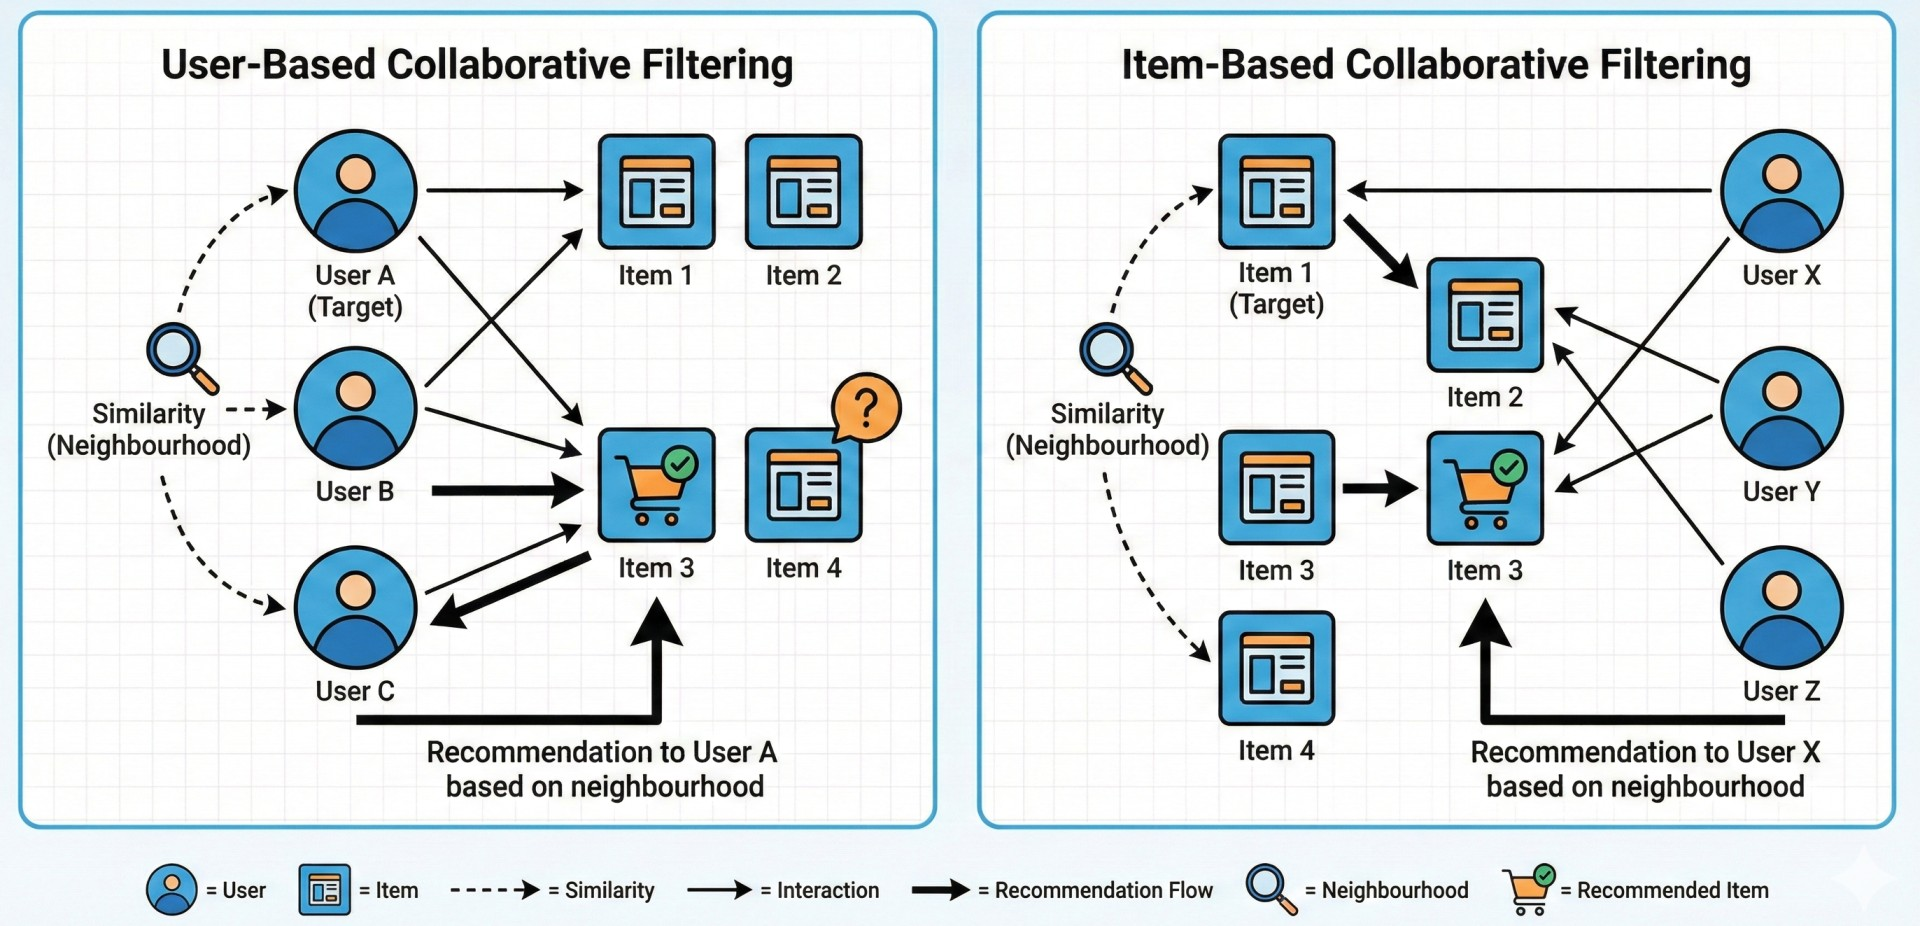 User-Based Collaborative Filtering
User A
(Target)
Item 1
Item 2
Similarity
(Neighbourhood)
User B
?
Item 3
Item 4
User C
Recommendation to User A
based on neighbourhood
Item-Based Collaborative Filtering
Item 1
(Target)
User X
Item 2
Similarity
(Neighbourhood)
User Y
Item 3
Item 3
User Z
Item 4
Recommendation to User X
based on neighbourhood
= User
= Item
= Similarity
= Interaction
= Recommendation Flow
= Neighbourhood
= Recommended Item